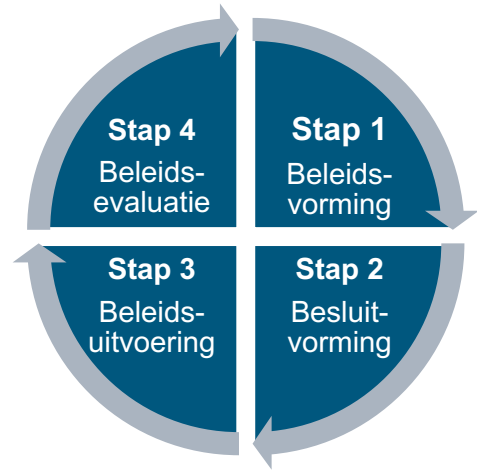 Stap 4
Beleids-
evaluatie
Stap 1
Beleids-
vorming
Stap 3
Beleids-
uitvoering
Stap 2
Besluit-
vorming